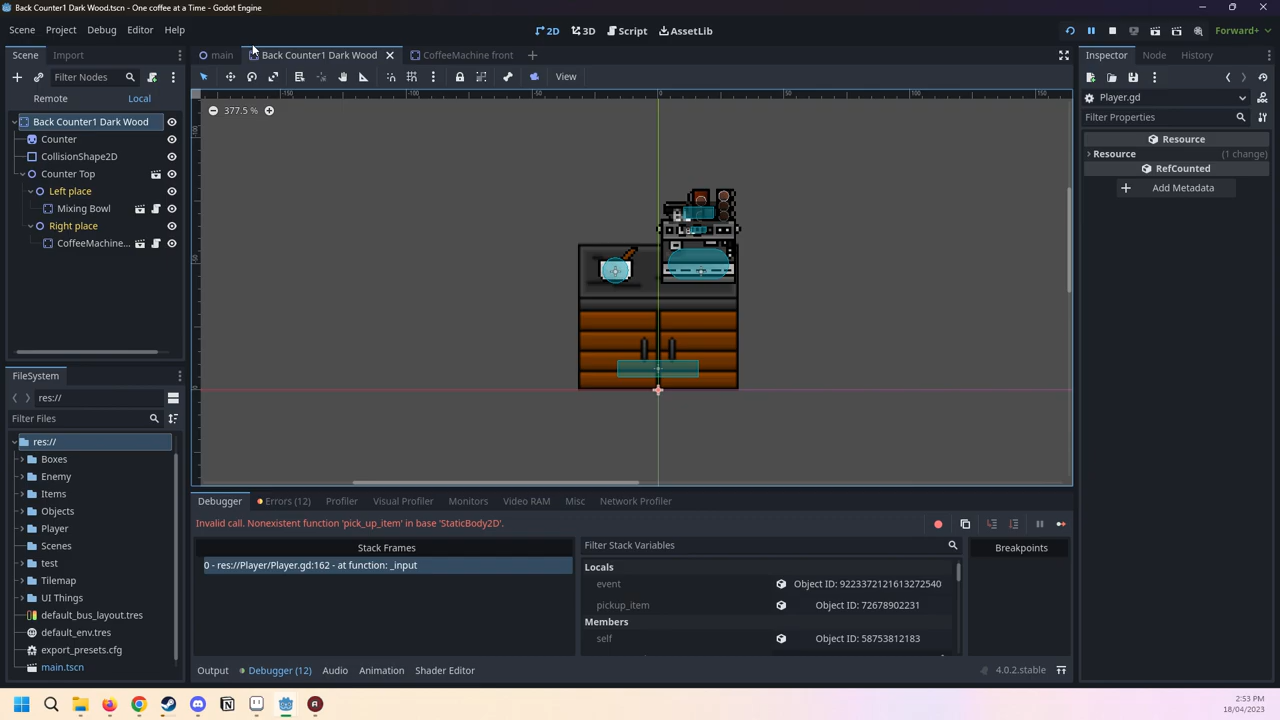 Back Counter1 Dark Wood.tscn - One coffee at a Time - Godot Engine
Scene Project Debug Editor Help
2D 3D Script AssetLib
Forward+
Scene Import
main Back Counter1 Dark Wood CoffeeMachine front
Inspector Node History
Filter Nodes
View
Remote Local
Player.gd
377.5 %
Filter Properties
Back Counter1 Dark Wood
Counter
CollisionShape2D
Counter Top
Left place
Mixing Bowl
Right place
CoffeeMachine...
Resource
Resource (1 change)
RefCounted
Add Metadata
-150 -100 -50 0 50 100 150
FileSystem
res://
Filter Files
res://
Boxes
Enemy
Items
Objects
Player
Scenes
test
Tilemap
UI Things
default_bus_layout.tres
default_env.tres
export_presets.cfg
main.tscn
Debugger Errors (12) Profiler Visual Profiler Monitors Video RAM Misc Network Profiler
Invalid call. Nonexistent function 'pick_up_item' in base 'StaticBody2D'.
Stack Frames
0 - res://Player/Player.gd:162 - at function: _input
Filter Stack Variables
Locals
event Object ID: 9223372121613272540
pickup_item Object ID: 72678902231
Members
self Object ID: 58753812183
Breakpoints
Output Debugger (12) Audio Animation Shader Editor
4.0.2.stable
2:53 PM
18/04/2023